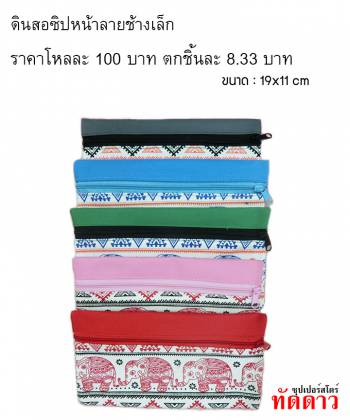 ดินสอซิปหน้าลายช้างเล็ก
ราคาโหลละ 100 บาท ตกชิ้นละ 8.33 บาท
ขนาด : 19x11 cm
ซุปเปอร์สโตร์
ทัดดาว